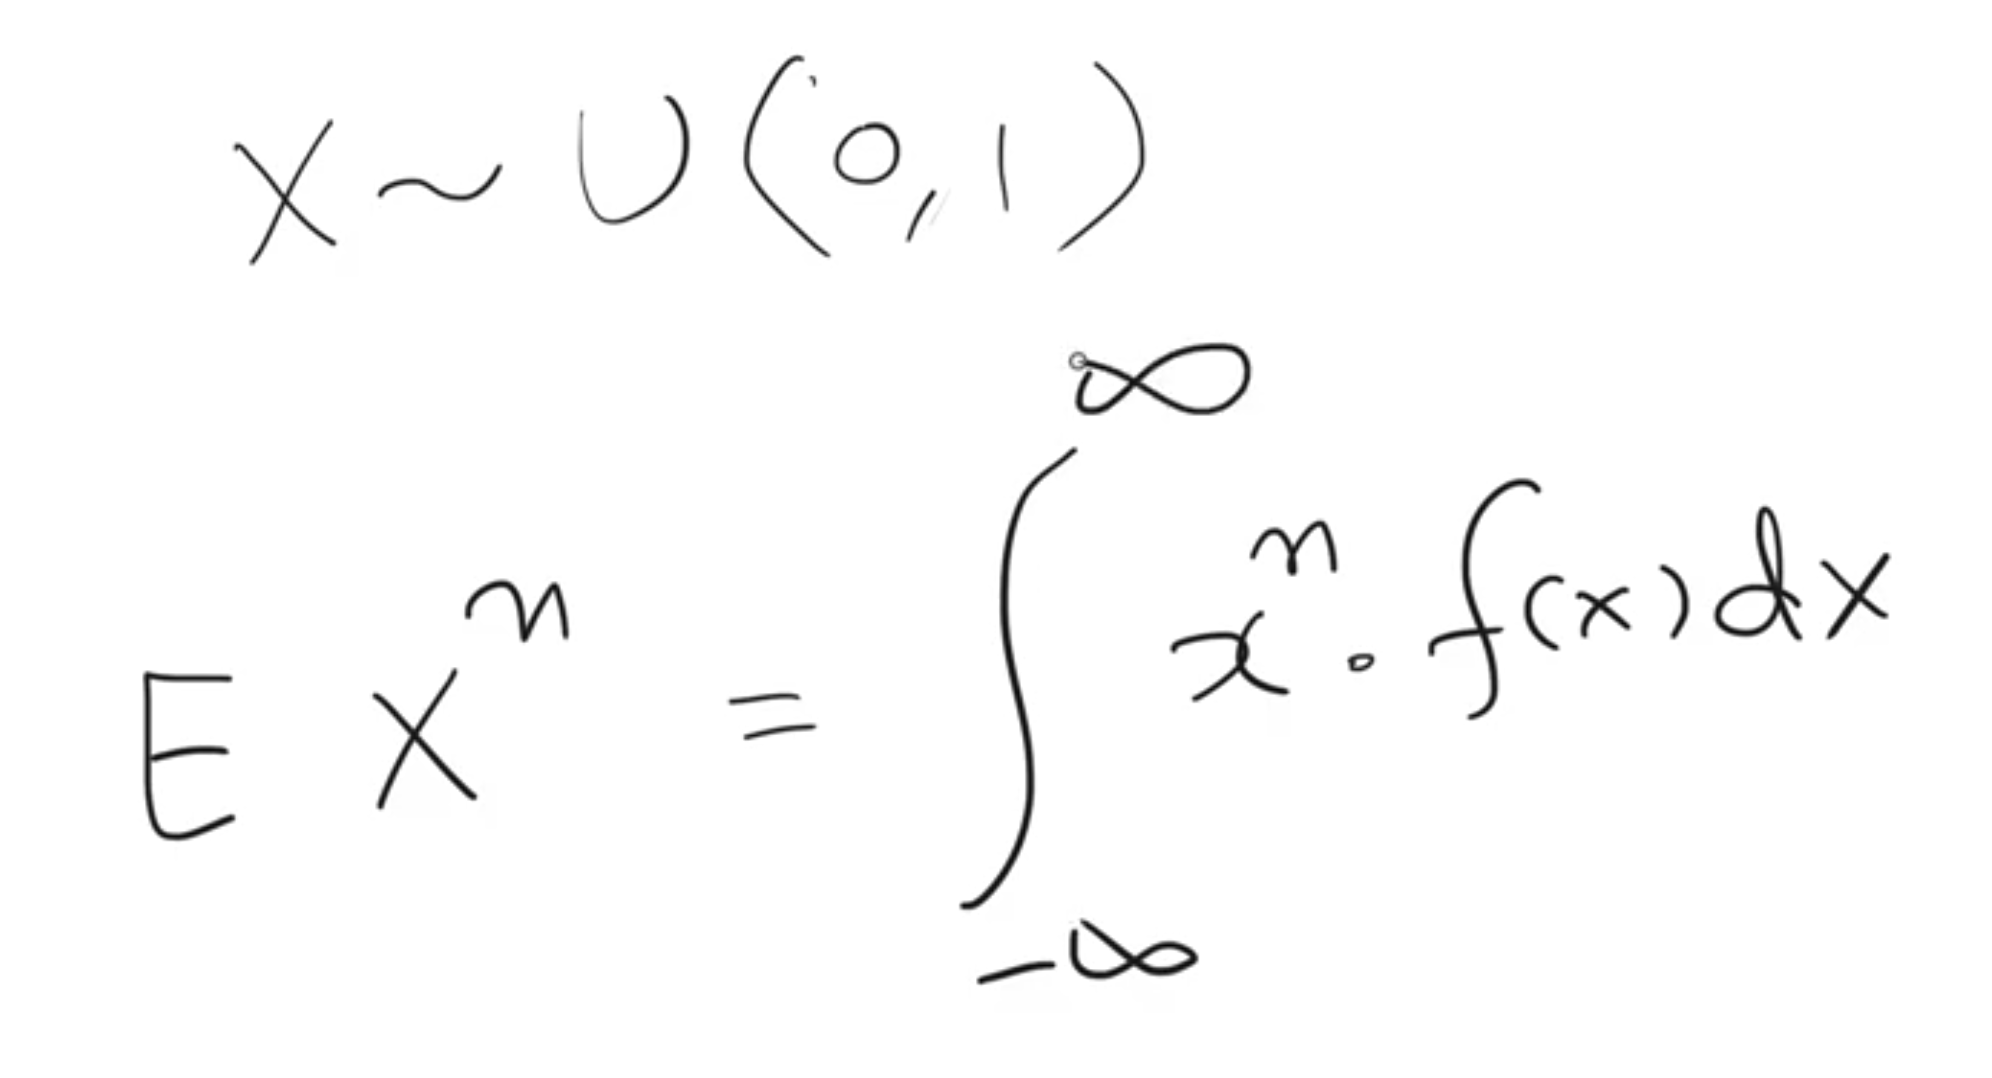 X ~ U(0,1)
E X^n = ∫_{-∞}^{∞} x^n · f(x)dx